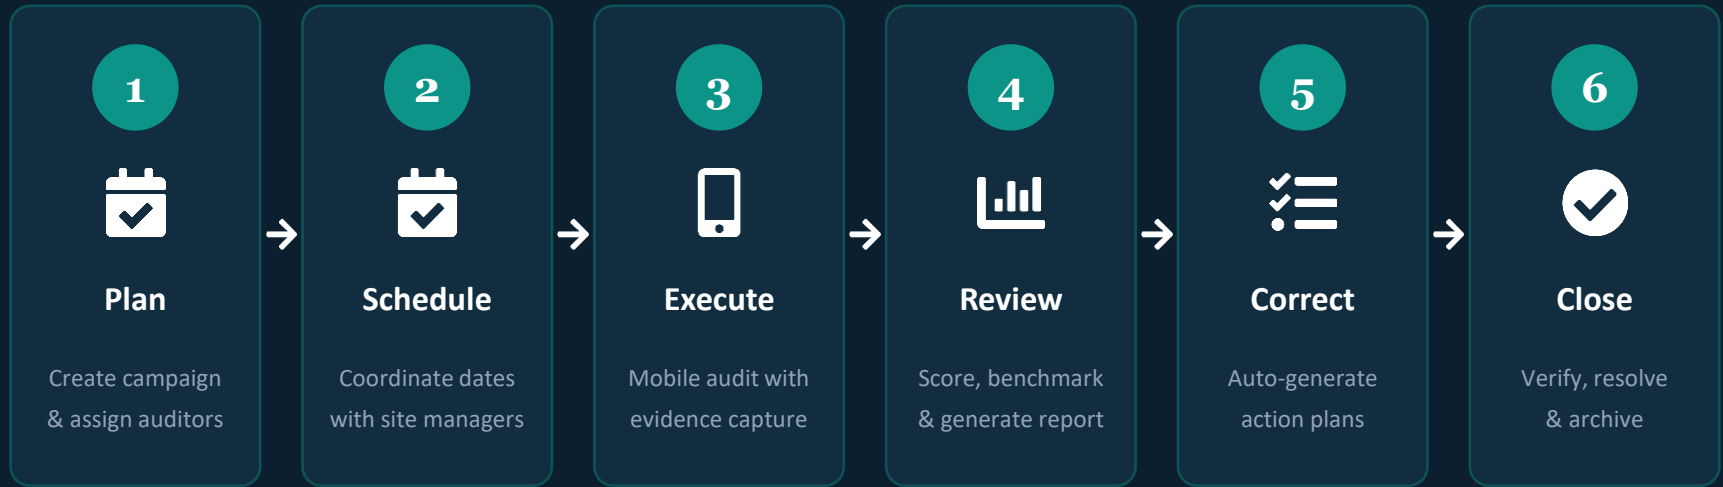 1
Plan
Create campaign
& assign auditors
2
Schedule
Coordinate dates
with site managers
3
Execute
Mobile audit with
evidence capture
4
Review
Score, benchmark
& generate report
5
Correct
Auto-generate
action plans
6
Close
Verify, resolve
& archive